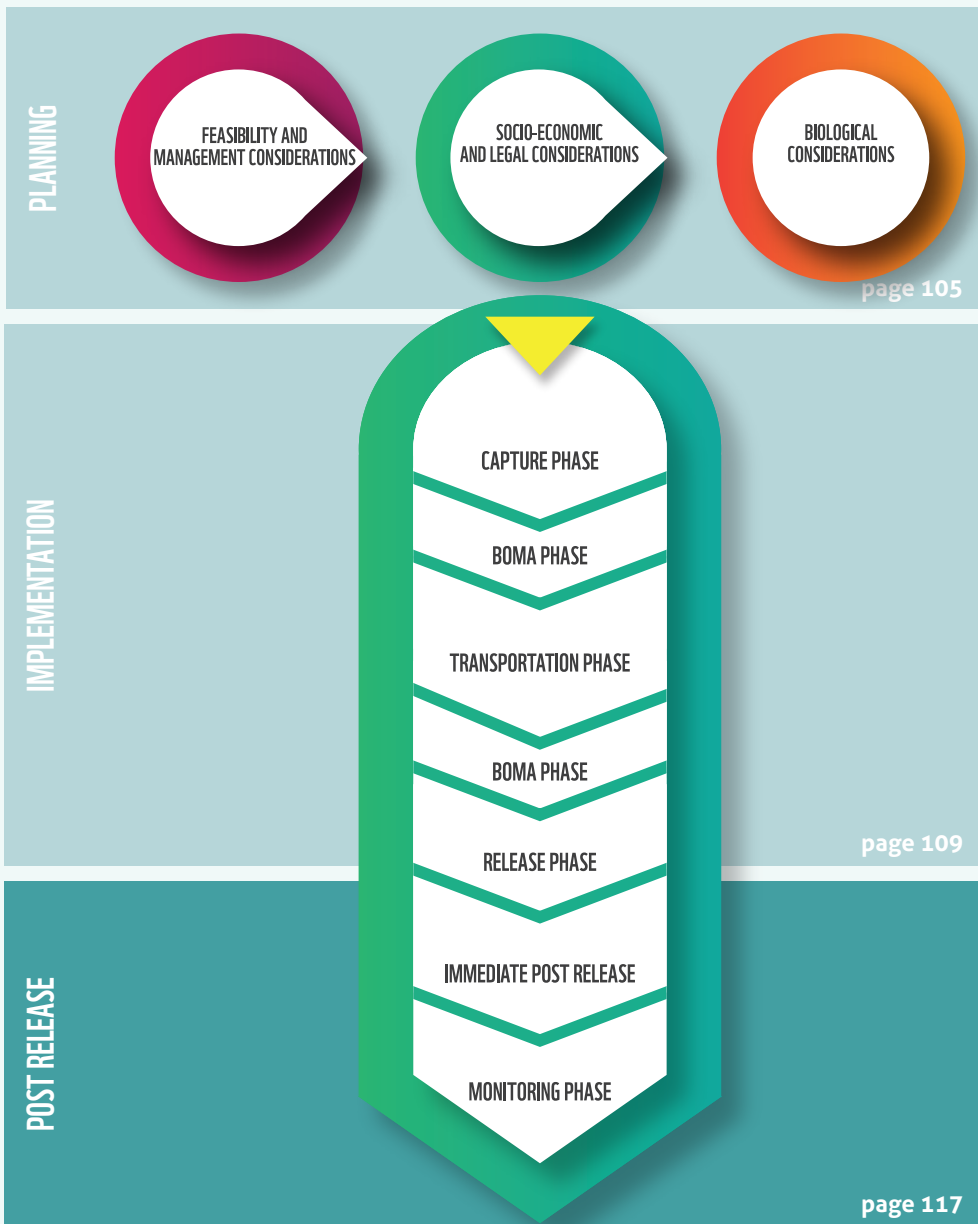 PLANNING
FEASIBILITY AND
MANAGEMENT CONSIDERATIONS
SOCIO-ECONOMIC
AND LEGAL CONSIDERATIONS
BIOLOGICAL
CONSIDERATIONS
page 105
IMPLEMENTATION
CAPTURE PHASE
BOMA PHASE
TRANSPORTATION PHASE
BOMA PHASE
RELEASE PHASE
page 109
POST RELEASE
IMMEDIATE POST RELEASE
MONITORING PHASE
page 117